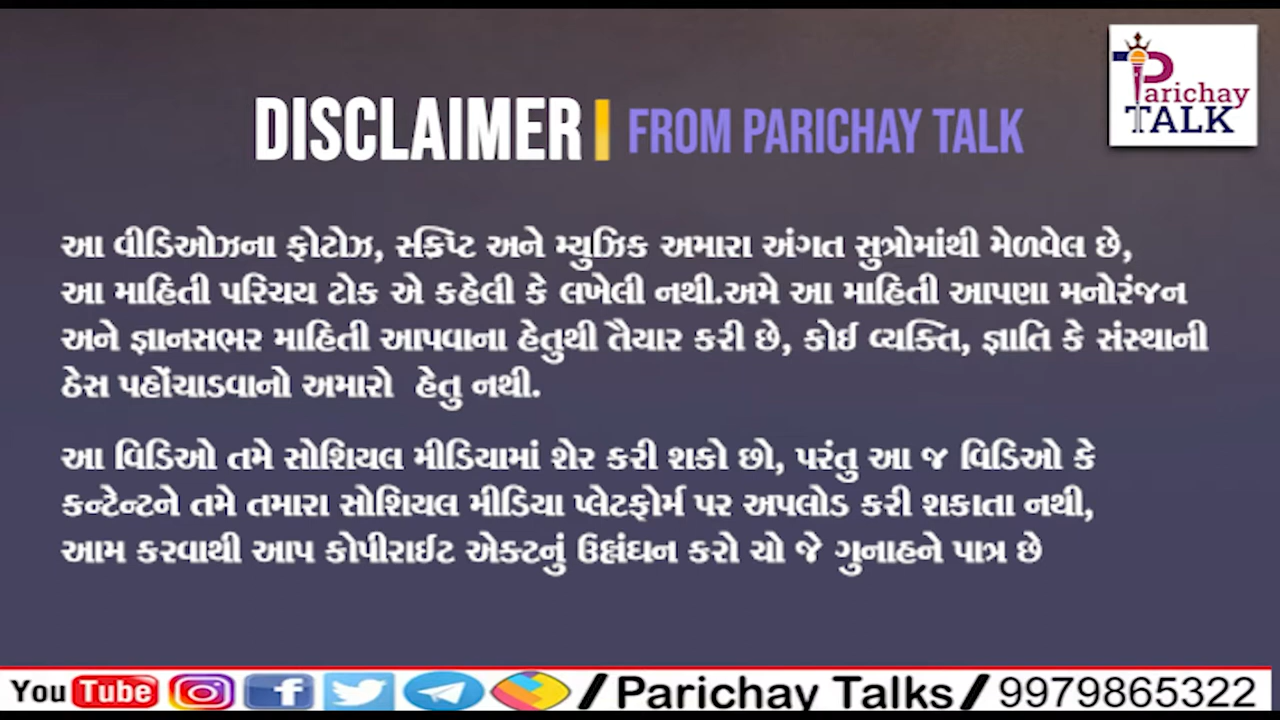 Parichay
TALK
DISCLAIMER | FROM PARICHAY TALK
આ વીડિઓઝના ફોટોઝ, સ્ક્રિપ્ટ અને મ્યુઝિક અમારા અંગત સુત્રોમાંથી મેળવેલ છે,
આ માહિતી પરિચય ટોક એ કહેલી કે લખેલી નથી.અમે આ માહિતી આપણા મનોરંજન
અને જ્ઞાનસભર માહિતી આપવાના હેતુથી તૈયાર કરી છે, કોઈ વ્યક્તિ, જ્ઞાતિ કે સંસ્થાની
ઠેસ પહોંચાડવાનો અમારો હેતુ નથી.
આ વિડિઓ તમે સોશિયલ મીડિયામાં શેર કરી શકો છો, પરંતુ આ જ વિડિઓ કે
કન્ટેન્ટને તમે તમારા સોશિયલ મીડિયા પ્લેટફોર્મ પર અપલોડ કરી શકાતા નથી,
આમ કરવાથી આપ કોપીરાઈટ એક્ટનું ઉલ્લંઘન કરો ચો જે ગુનાહને પાત્ર છે
YouTube / Parichay Talks / 9979865322